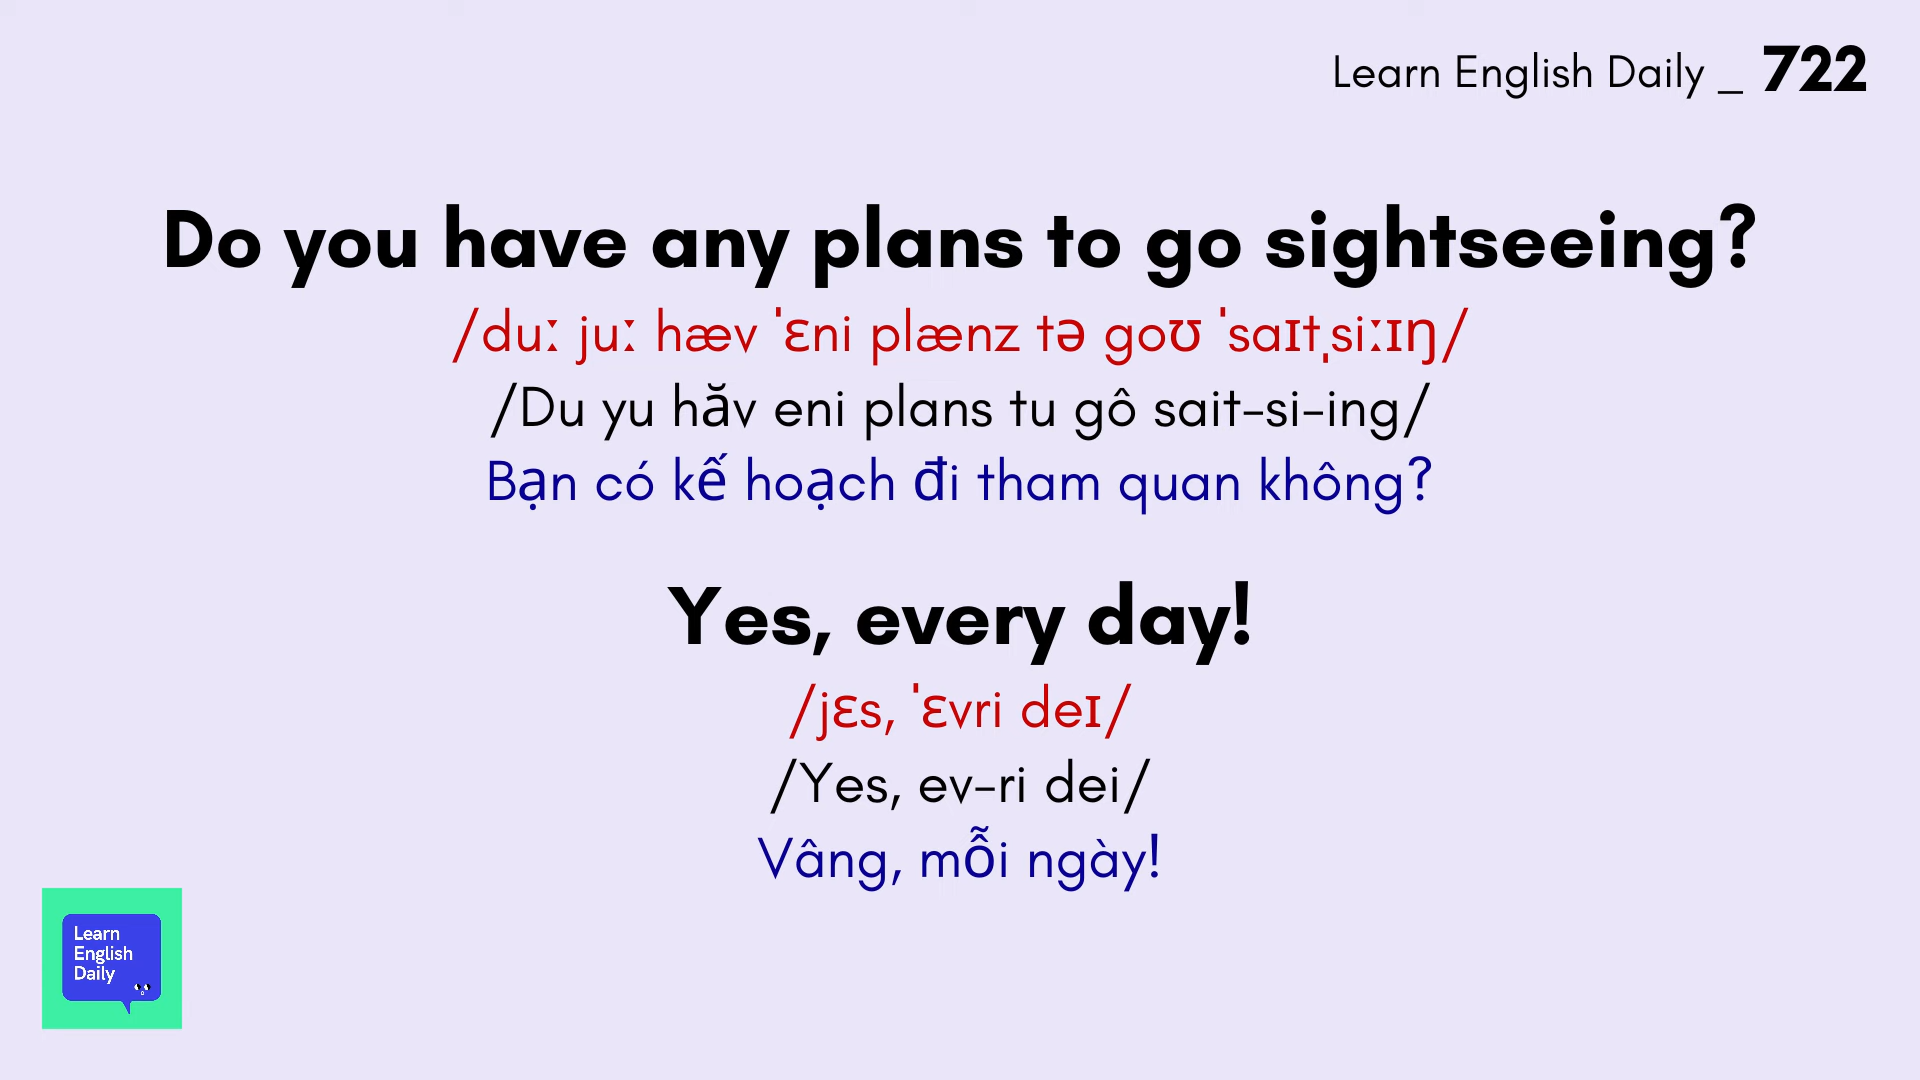 Learn English Daily _ 722
Do you have any plans to go sightseeing?
/duː juː hæv ˈɛni plænz tə goʊ ˈsaɪtˌsiːɪŋ/
/Du yu hăv eni plans tu gô sait-si-ing/
Bạn có kế hoạch đi tham quan không?
Yes, every day!
/jɛs, ˈɛvri deɪ/
/Yes, ev-ri dei/
Vâng, mỗi ngày!
Learn
English
Daily